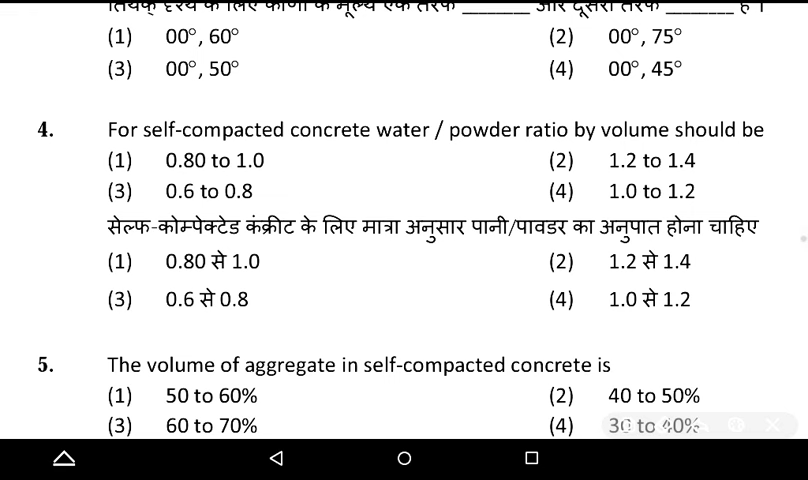 (1) 00°, 60° (2) 00°, 75°
(3) 00°, 50° (4) 00°, 45°
4. For self-compacted concrete water / powder ratio by volume should be
(1) 0.80 to 1.0 (2) 1.2 to 1.4
(3) 0.6 to 0.8 (4) 1.0 to 1.2
सेल्फ-कोम्पेक्टेड कंक्रीट के लिए मात्रा अनुसार पानी/पावडर का अनुपात होना चाहिए
(1) 0.80 से 1.0 (2) 1.2 से 1.4
(3) 0.6 से 0.8 (4) 1.0 से 1.2
5. The volume of aggregate in self-compacted concrete is
(1) 50 to 60% (2) 40 to 50%
(3) 60 to 70% (4) 30 to 40%